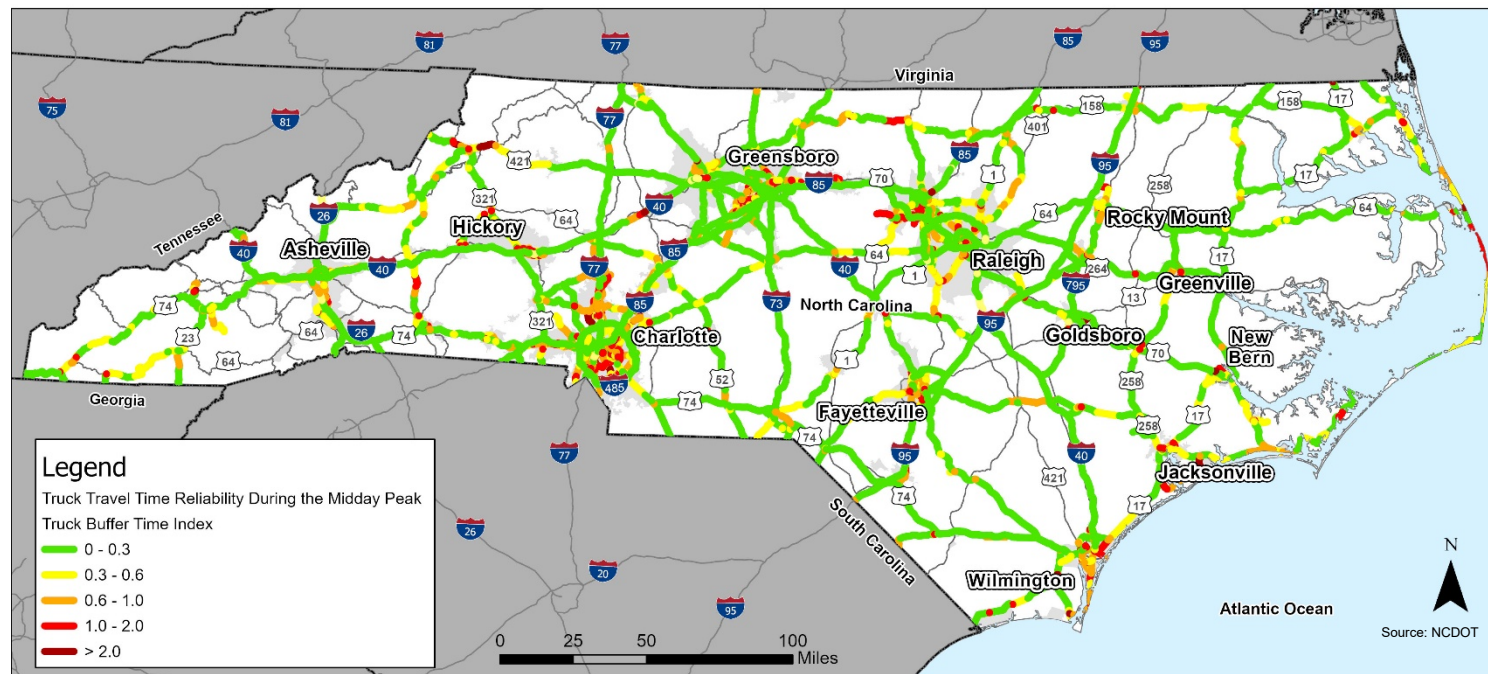 81
77
85
95
Virginia
75
81
158
17
158
77
401
95
Greensboro
421
85
70
1
258
85
17
321
40
64
Rocky Mount
64
26
Hickory
64
Tennessee
Asheville
85
64
Raleigh
17
40
40
77
40
1
264
795
Greenville
85
73
North Carolina
13
74
321
95
Goldsboro
New
Bern
23
64
26
74
Charlotte
70
64
1
258
485
52
17
Georgia
74
Fayetteville
258
74
95
40
Jacksonville
77
421
74
17
Legend
Truck Travel Time Reliability During the Midday Peak
Truck Buffer Time Index
0 - 0.3
0.3 - 0.6
0.6 - 1.0
1.0 - 2.0
> 2.0
26
South Carolina
20
Wilmington
95
Atlantic Ocean
N
Source: NCDOT
0 25 50 100
Miles